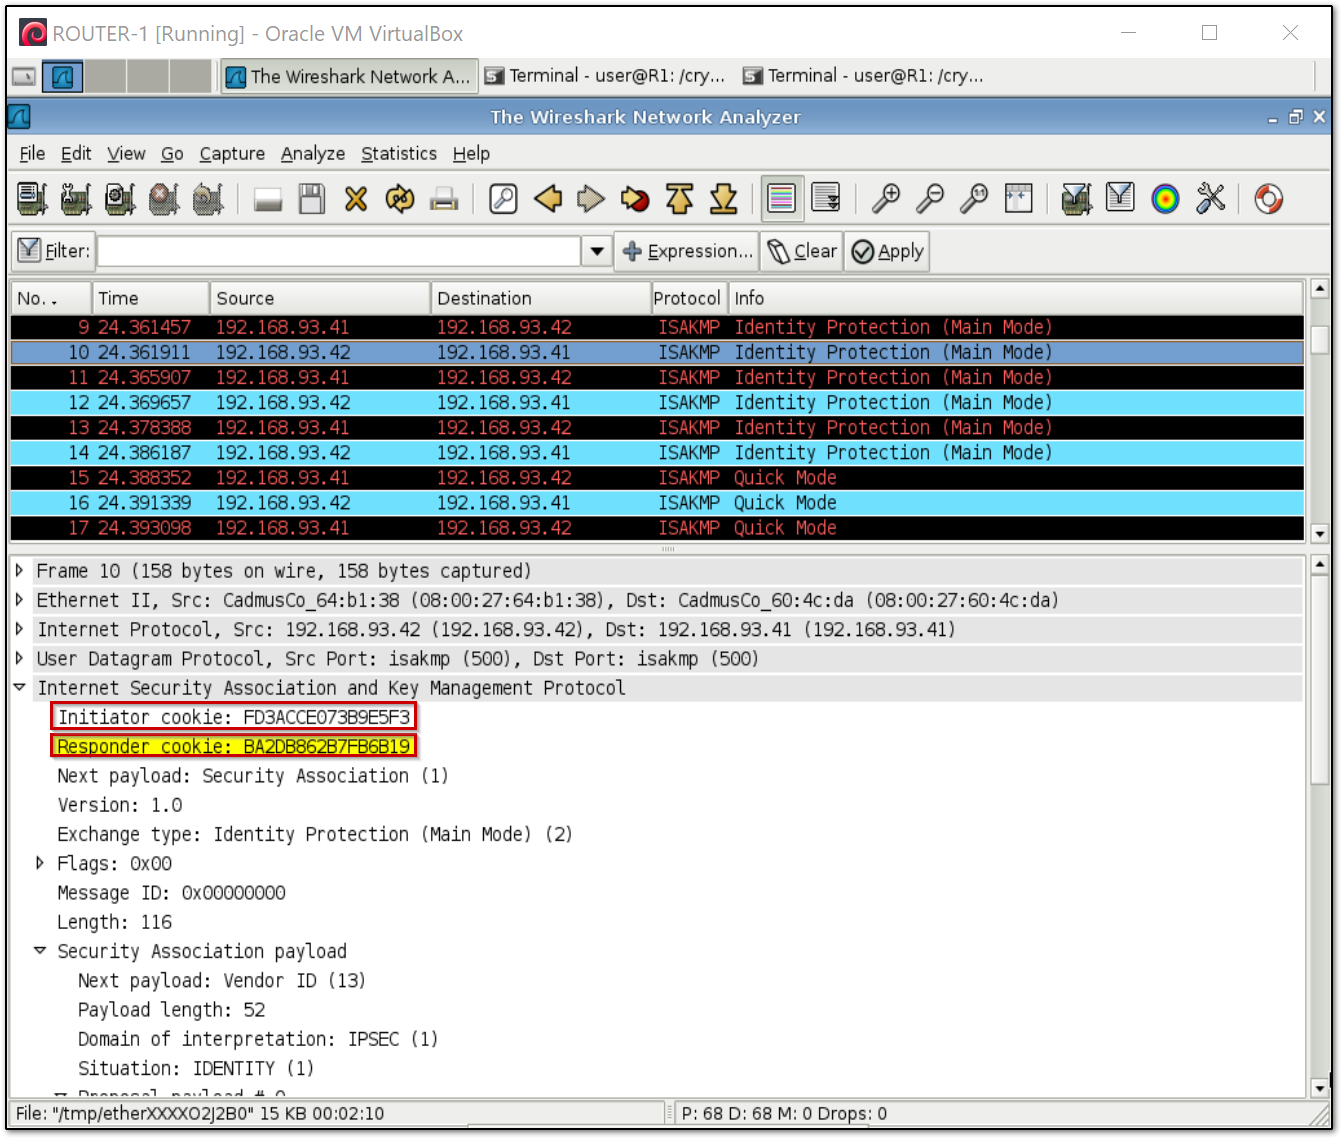 ROUTER-1 [Running] - Oracle VM VirtualBox
The Wireshark Network A... Terminal - user@R1: /cry... Terminal - user@R1: /cry...
The Wireshark Network Analyzer
File Edit View Go Capture Analyze Statistics Help
Filter: Expression... Clear Apply
No. . Time Source Destination Protocol Info
9 24.361457 192.168.93.41 192.168.93.42 ISAKMP Identity Protection (Main Mode)
10 24.361911 192.168.93.42 192.168.93.41 ISAKMP Identity Protection (Main Mode)
11 24.365907 192.168.93.41 192.168.93.42 ISAKMP Identity Protection (Main Mode)
12 24.369657 192.168.93.42 192.168.93.41 ISAKMP Identity Protection (Main Mode)
13 24.378388 192.168.93.41 192.168.93.42 ISAKMP Identity Protection (Main Mode)
14 24.386187 192.168.93.42 192.168.93.41 ISAKMP Identity Protection (Main Mode)
15 24.388352 192.168.93.41 192.168.93.42 ISAKMP Quick Mode
16 24.391339 192.168.93.42 192.168.93.41 ISAKMP Quick Mode
17 24.393098 192.168.93.41 192.168.93.42 ISAKMP Quick Mode
Frame 10 (158 bytes on wire, 158 bytes captured)
Ethernet II, Src: CadmusCo_64:b1:38 (08:00:27:64:b1:38), Dst: CadmusCo_60:4c:da (08:00:27:60:4c:da)
Internet Protocol, Src: 192.168.93.42 (192.168.93.42), Dst: 192.168.93.41 (192.168.93.41)
User Datagram Protocol, Src Port: isakmp (500), Dst Port: isakmp (500)
Internet Security Association and Key Management Protocol
Initiator cookie: FD3ACCE073B9E5F3
Responder cookie: BA2DB862B7FB6B19
Next payload: Security Association (1)
Version: 1.0
Exchange type: Identity Protection (Main Mode) (2)
Flags: 0x00
Message ID: 0x00000000
Length: 116
Security Association payload
Next payload: Vendor ID (13)
Payload length: 52
Domain of interpretation: IPSEC (1)
Situation: IDENTITY (1)
Proposal payload # 0
File: "/tmp/etherXXXXO2J2B0" 15 KB 00:02:10 P: 68 D: 68 M: 0 Drops: 0